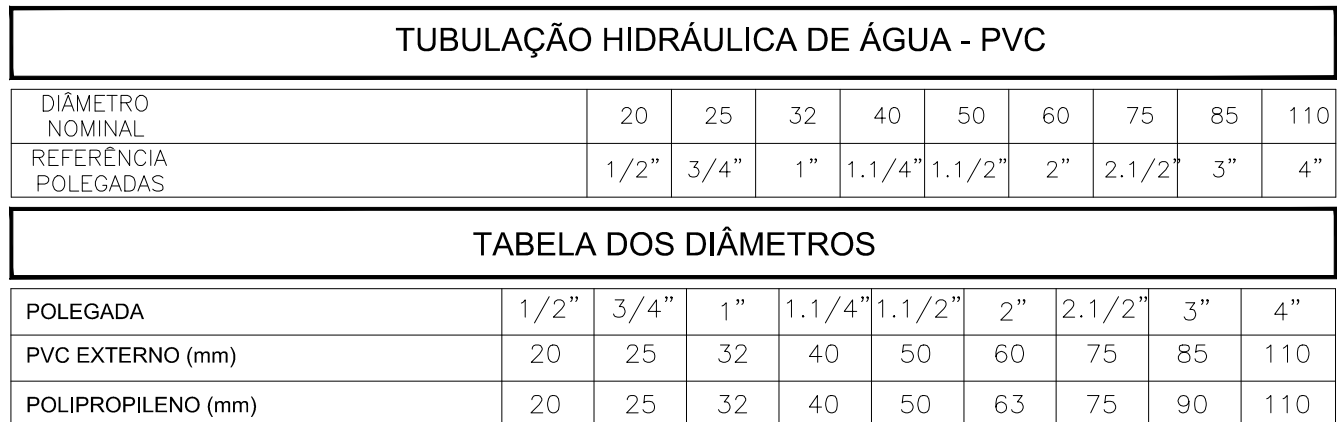 TUBULAÇÃO HIDRÁULICA DE ÁGUA - PVC
DIÂMETRO NOMINAL 20 25 32 40 50 60 75 85 110
REFERÊNCIA POLEGADAS 1/2" 3/4" 1" 1.1/4" 1.1/2" 2" 2.1/2" 3" 4"
TABELA DOS DIÂMETROS
POLEGADA 1/2" 3/4" 1" 1.1/4" 1.1/2" 2" 2.1/2" 3" 4"
PVC EXTERNO (mm) 20 25 32 40 50 60 75 85 110
POLIPROPILENO (mm) 20 25 32 40 50 63 75 90 110